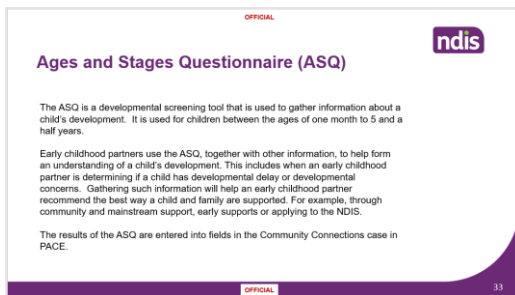 OFFICIAL
ndis
Ages and Stages Questionnaire (ASQ)
The ASQ is a developmental screening tool that is used to gather information about a
child's development.  It is used for children between the ages of one month to 5 and a
half years.
Early childhood partners use the ASQ, together with other information, to help form
an understanding of a child's development. This includes when an early childhood
partner is determining if a child has developmental delay or developmental
concerns.  Gathering such information will help an early childhood partner
recommend the best way a child and family are supported. For example, through
community and mainstream support, early supports or applying to the NDIS.
The results of the ASQ are entered into fields in the Community Connections case in
PACE.
OFFICIAL
33